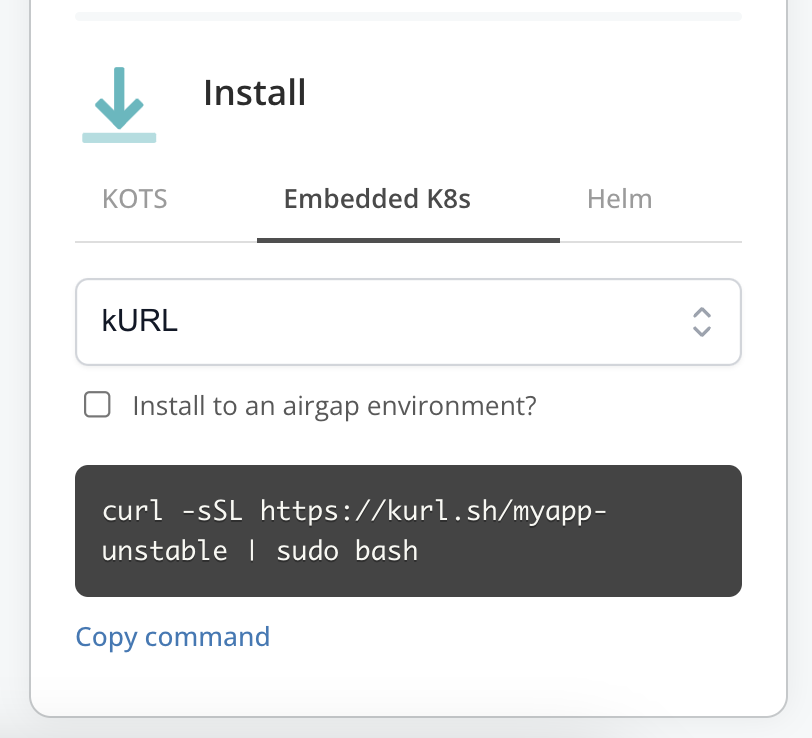 Install
KOTS
Embedded K8s
Helm
kURL
Install to an airgap environment?
curl -sSL https://kurl.sh/myapp-
unstable | sudo bash
Copy command